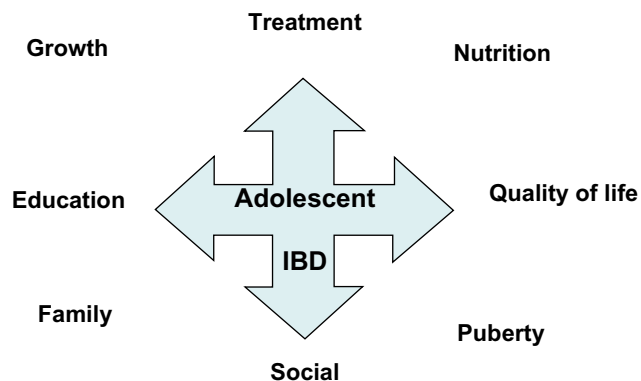 Treatment
Growth
Nutrition
Education
Adolescent
Quality of life
IBD
Family
Puberty
Social